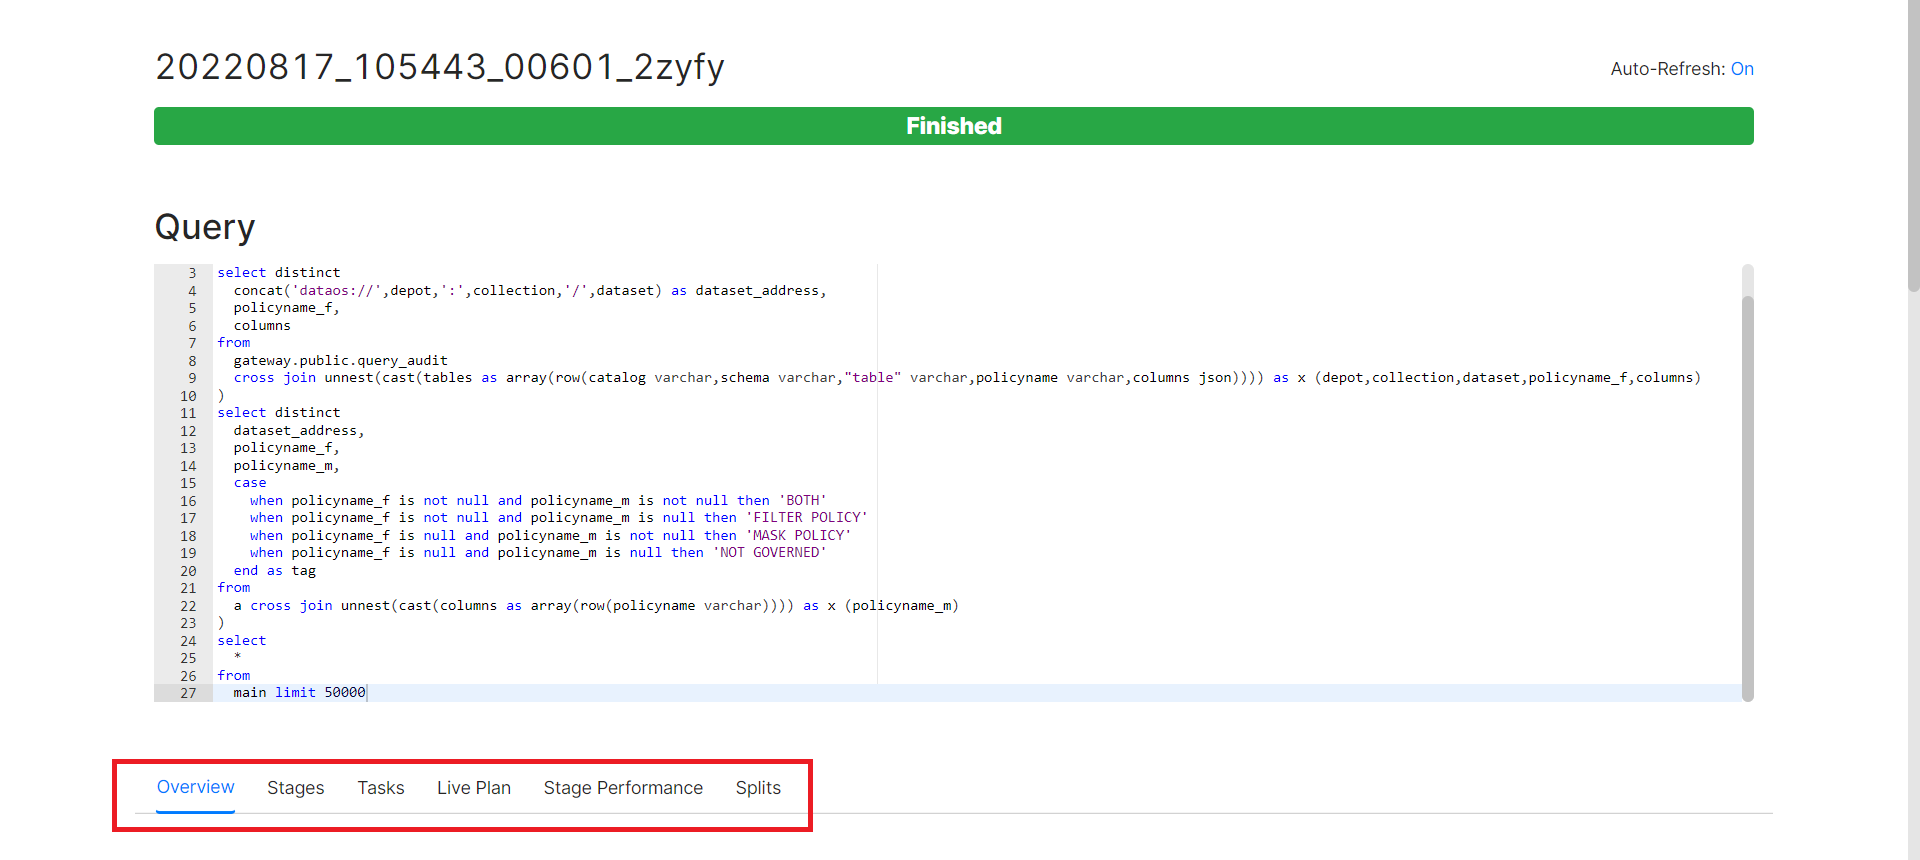 20220817_105443_00601_2zyfy
Auto-Refresh: On
Finished
Query
3 select distinct
4 concat('dataos://',depot,':',collection,'/',dataset) as dataset_address,
5 policyname_f,
6 columns
7 from
8 gateway.public.query_audit
9 cross join unnest(cast(tables as array(row(catalog varchar,schema varchar,"table" varchar,policyname varchar,columns json)))) as x (depot,collection,dataset,policyname_f,columns)
10 )
11 select distinct
12 dataset_address,
13 policyname_f,
14 policyname_m,
15 case
16 when policyname_f is not null and policyname_m is not null then 'BOTH'
17 when policyname_f is not null and policyname_m is null then 'FILTER POLICY'
18 when policyname_f is null and policyname_m is not null then 'MASK POLICY'
19 when policyname_f is null and policyname_m is null then 'NOT GOVERNED'
20 end as tag
21 from
22 a cross join unnest(cast(columns as array(row(policyname varchar)))) as x (policyname_m)
23 )
24 select
25 *
26 from
27 main limit 50000
Overview Stages Tasks Live Plan Stage Performance Splits